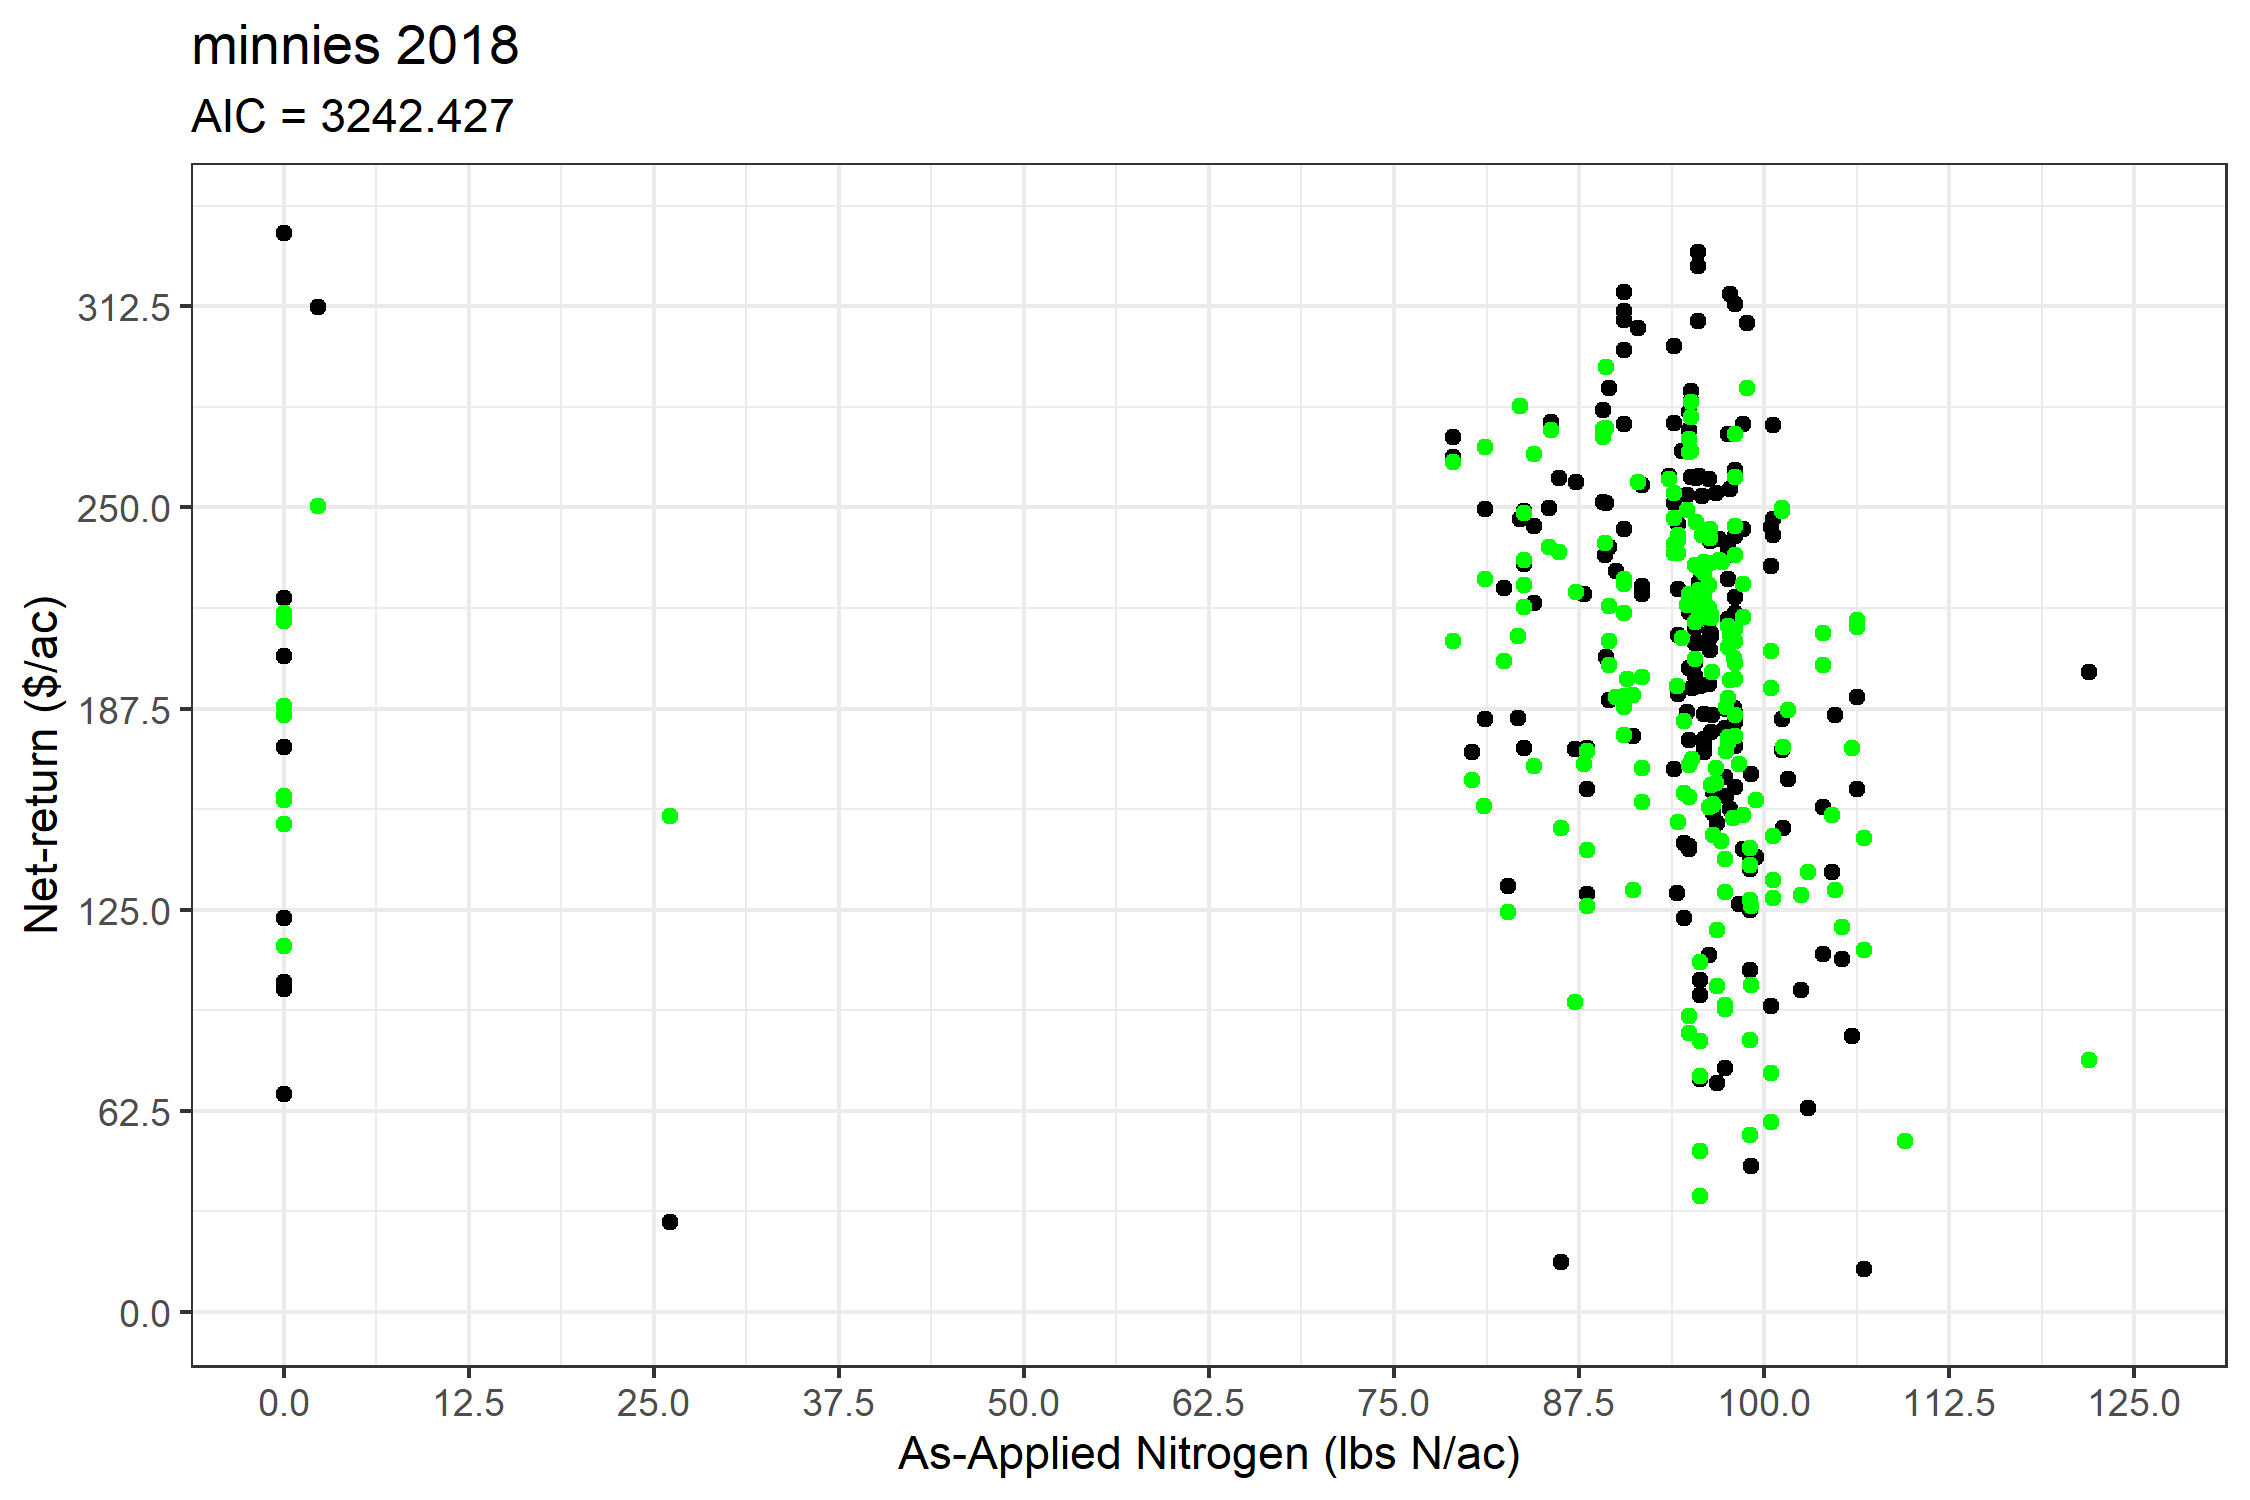 minnies 2018
AIC = 3242.427
Net-return ($/ac)
312.5
250.0
187.5
125.0
62.5
0.0
0.0 12.5 25.0 37.5 50.0 62.5 75.0 87.5 100.0 112.5 125.0
As-Applied Nitrogen (lbs N/ac)